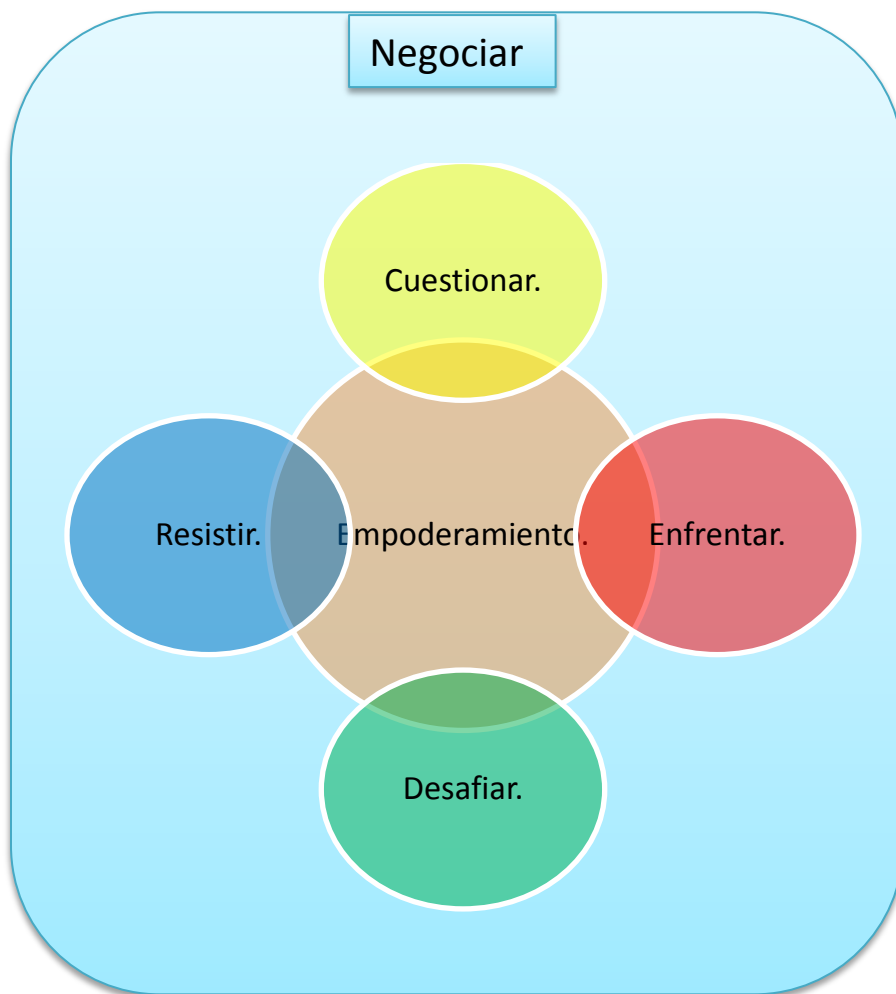 Negociar
Cuestionar.
Resistir.
Empoderamiento.
Enfrentar.
Desafiar.